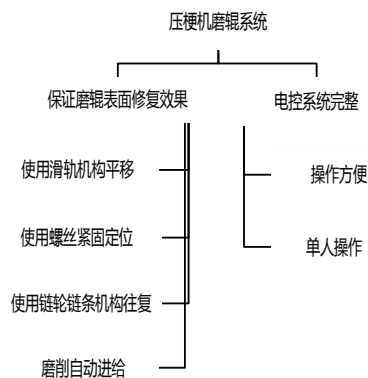 压梗机磨辊系统
保证磨辊表面修复效果
电控系统完整
使用滑轨机构平移
操作方便
使用螺丝紧固定位
单人操作
使用链轮链条机构往复
磨削自动进给